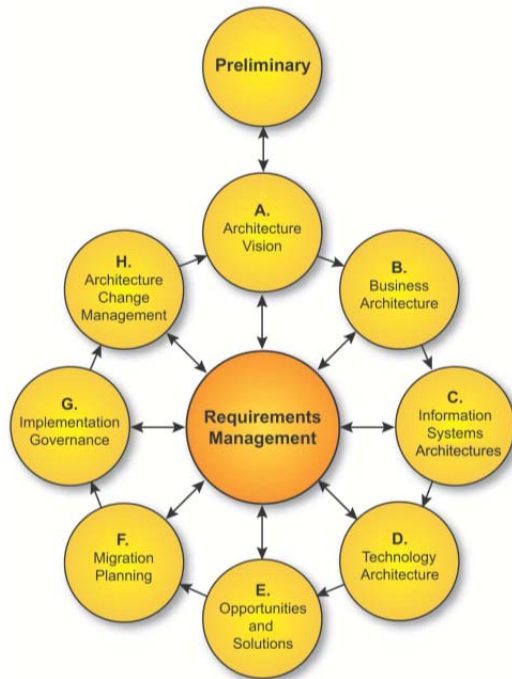 Preliminary
A.
Architecture
Vision
B.
Business
Architecture
C.
Information
Systems
Architectures
D.
Technology
Architecture
E.
Opportunities
and
Solutions
F.
Migration
Planning
G.
Implementation
Governance
H.
Architecture
Change
Management
Requirements
Management